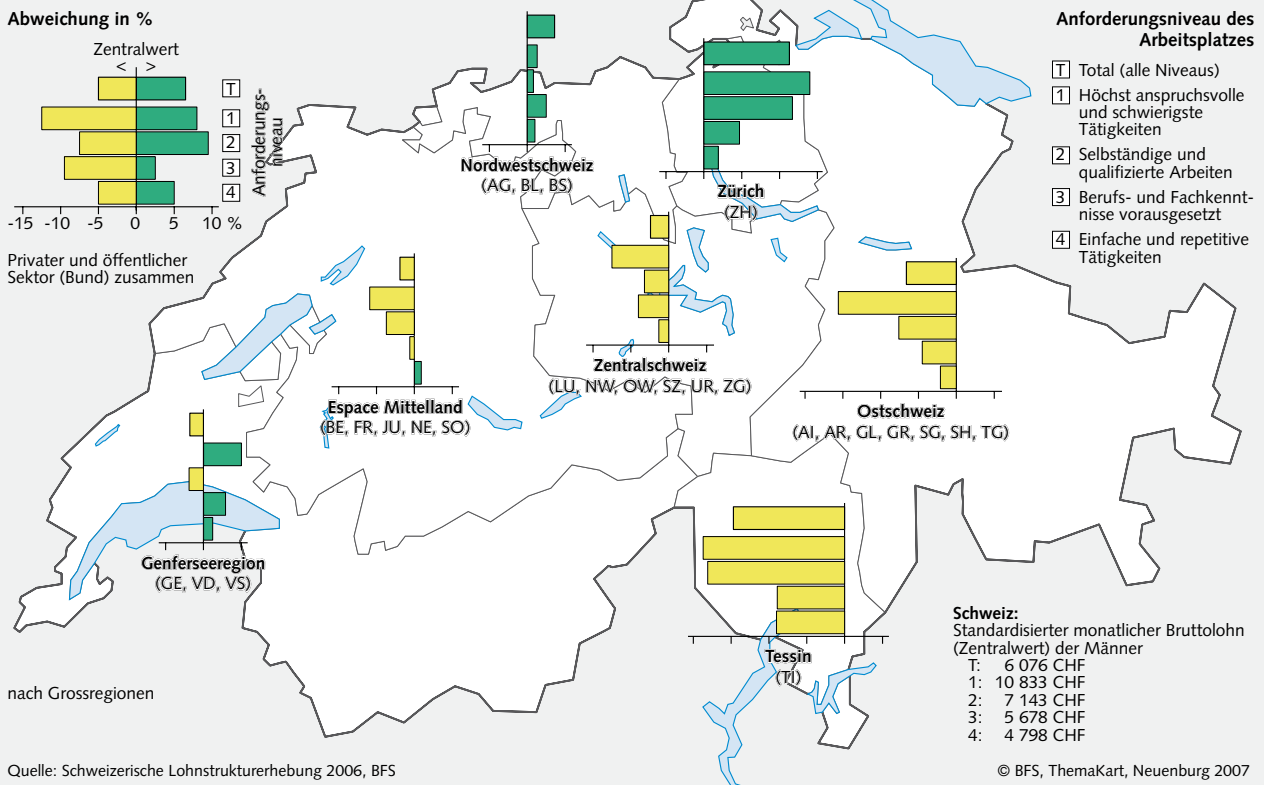 Abweichung in %
Zentralwert
< >
T
1
2
3
4
Anforderungs-
niveau
-15 -10 -5 0 5 10 %
Privater und öffentlicher
Sektor (Bund) zusammen
Anforderungsniveau des
Arbeitsplatzes
T Total (alle Niveaus)
1 Höchst anspruchsvolle
und schwierigste
Tätigkeiten
2 Selbständige und
qualifizierte Arbeiten
3 Berufs- und Fachkennt-
nisse vorausgesetzt
4 Einfache und repetitive
Tätigkeiten
Nordwestschweiz
(AG, BL, BS)
Zürich
(ZH)
Zentralschweiz
(LU, NW, OW, SZ, UR, ZG)
Espace Mittelland
(BE, FR, JU, NE, SO)
Ostschweiz
(AI, AR, GL, GR, SG, SH, TG)
Genferseeregion
(GE, VD, VS)
Tessin
(TI)
Schweiz:
Standardisierter monatlicher Bruttolohn
(Zentralwert) der Männer
T: 6 076 CHF
1: 10 833 CHF
2: 7 143 CHF
3: 5 678 CHF
4: 4 798 CHF
nach Grossregionen
Quelle: Schweizerische Lohnstrukturerhebung 2006, BFS
© BFS, ThemaKart, Neuenburg 2007